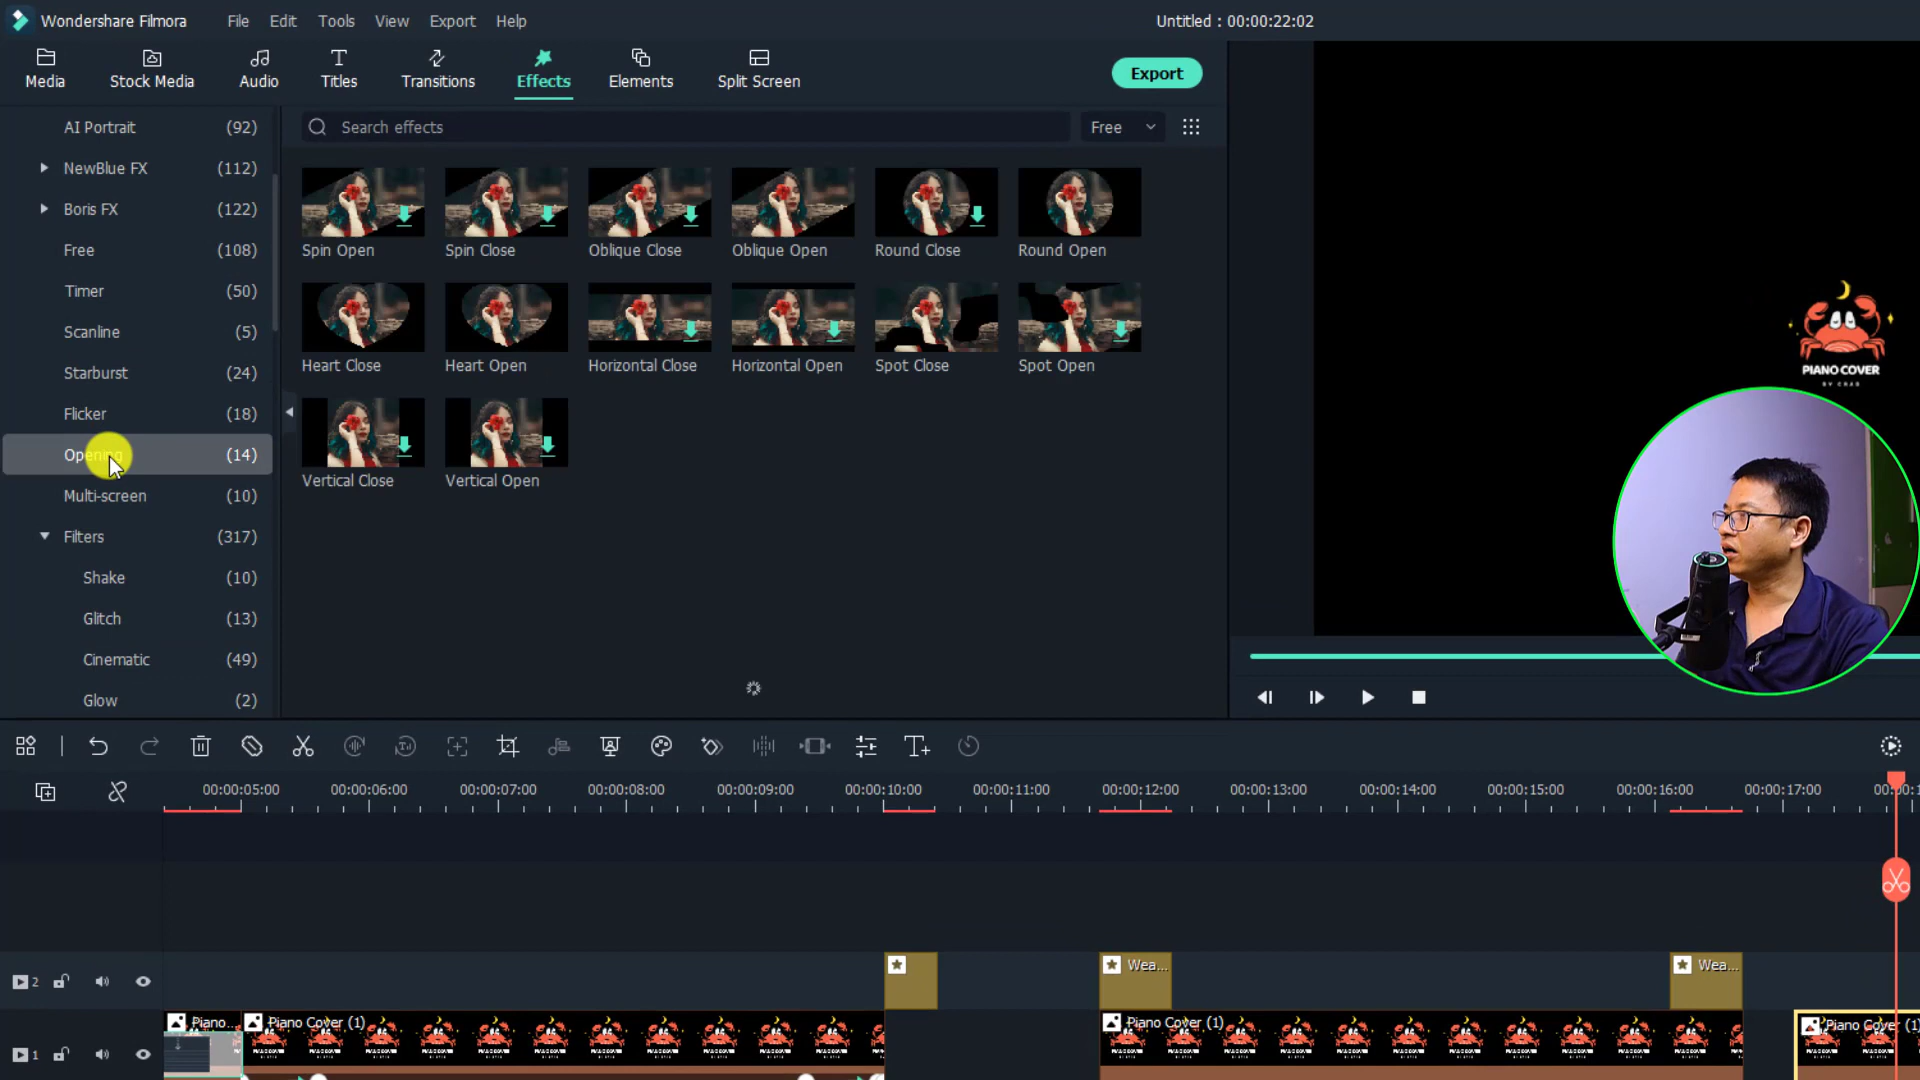 Wondershare Filmora File Edit Tools View Export Help Untitled : 00:00:22:02
Media Stock Media Audio Titles Transitions Effects Elements Split Screen Export
AI Portrait (92)
NewBlue FX (112)
Boris FX (122)
Free (108)
Timer (50)
Scanline (5)
Starburst (24)
Flicker (18)
Opening (14)
Multi-screen (10)
Filters (317)
Shake (10)
Glitch (13)
Cinematic (49)
Glow (2)
Search effects Free
Spin Open Spin Close Oblique Close Oblique Open Round Close Round Open
Heart Close Heart Open Horizontal Close Horizontal Open Spot Close Spot Open
Vertical Close Vertical Open
PIANO COVER
BY CRAB
00:00:05:00 00:00:06:00 00:00:07:00 00:00:08:00 00:00:09:00 00:00:10:00 00:00:11:00 00:00:12:00 00:00:13:00 00:00:14:00 00:00:15:00 00:00:16:00 00:00:17:00
2 Wea... Wea...
1 Piano... Piano Cover (1) Piano Cover (1) Piano Cover (1)